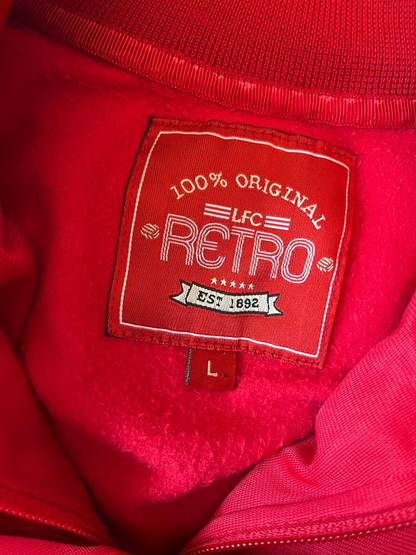 100% ORIGINAL
LFC
RETRO
EST 1892
L